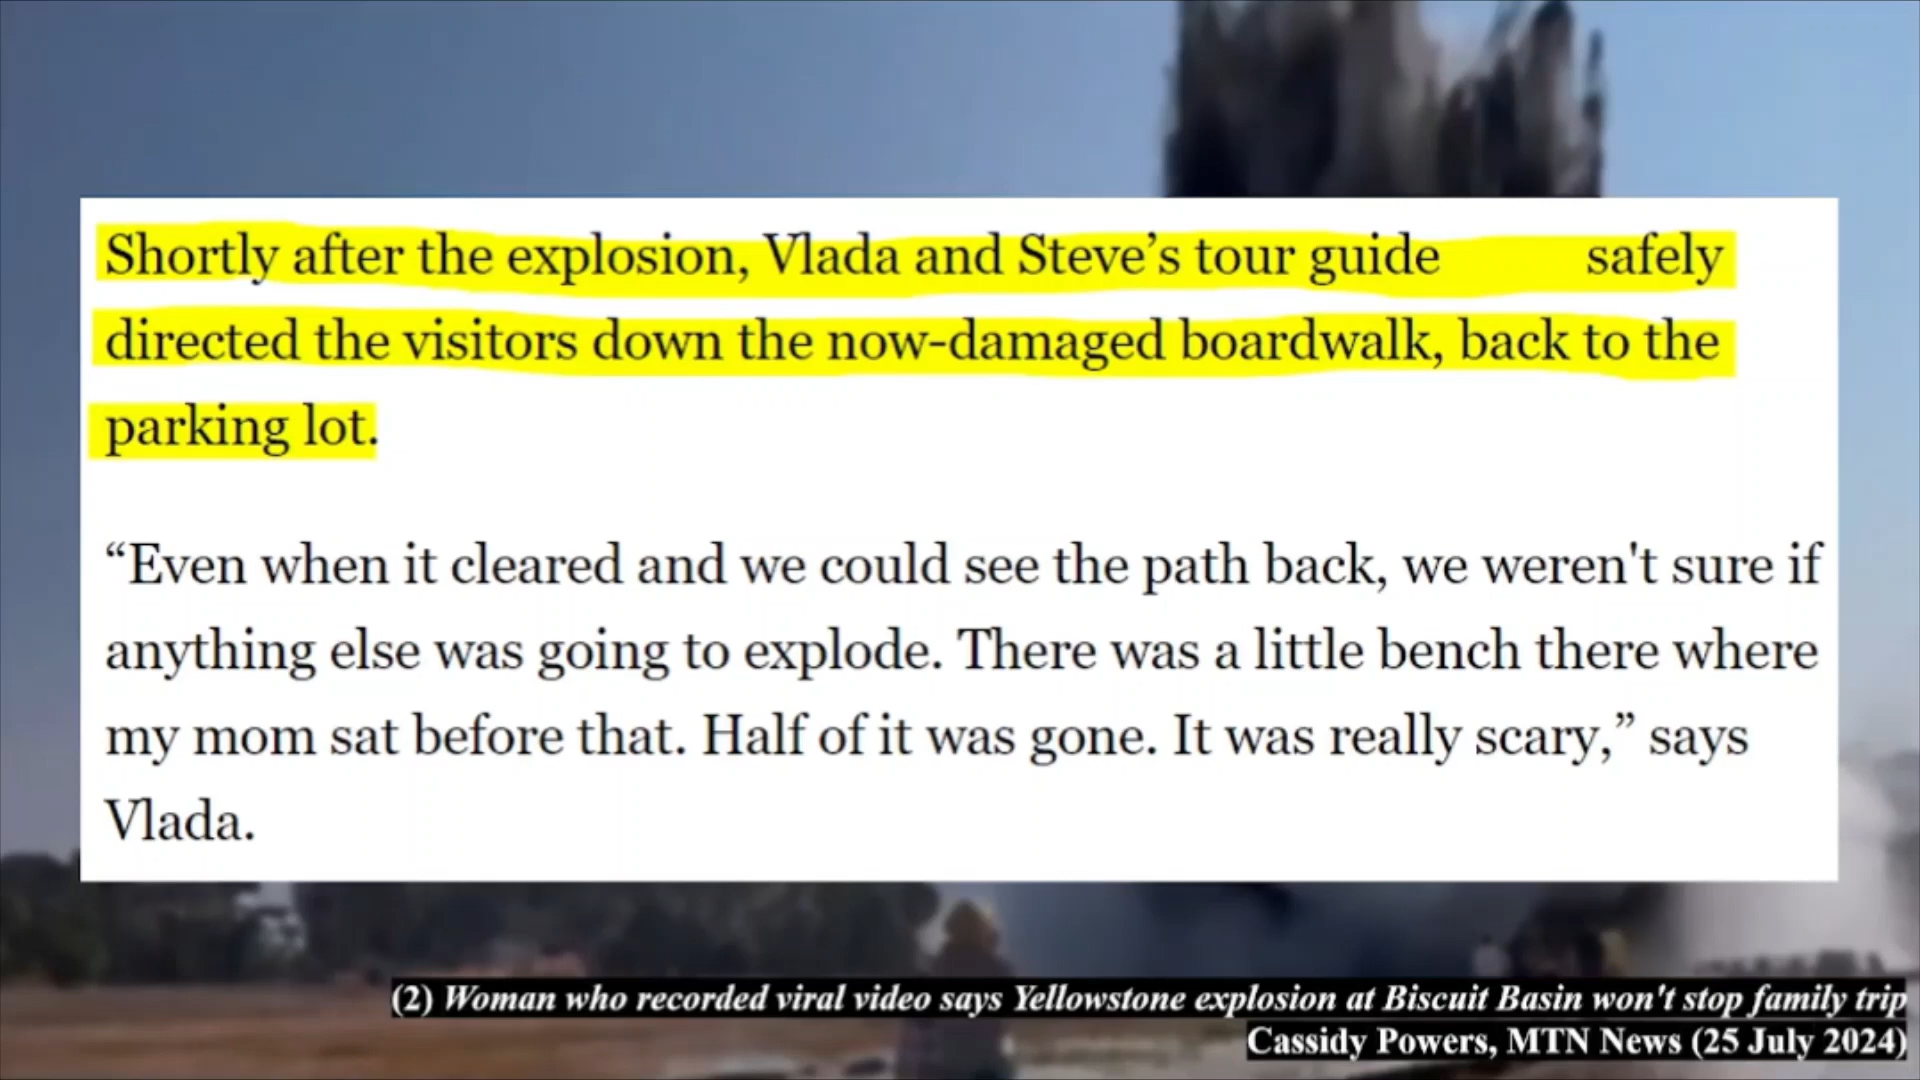 Shortly after the explosion, Vlada and Steve’s tour guide safely
directed the visitors down the now-damaged boardwalk, back to the
parking lot.
“Even when it cleared and we could see the path back, we weren't sure if
anything else was going to explode. There was a little bench there where
my mom sat before that. Half of it was gone. It was really scary,” says
Vlada.
(2) Woman who recorded viral video says Yellowstone explosion at Biscuit Basin won't stop family trip
Cassidy Powers, MTN News (25 July 2024)